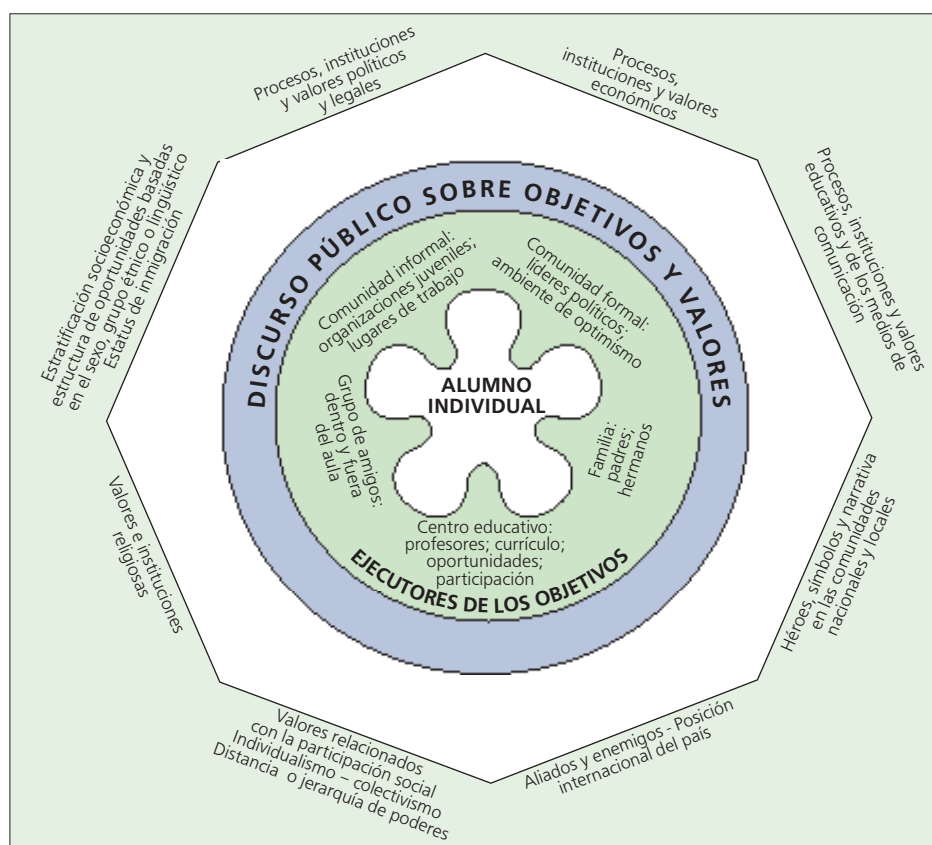 Procesos, instituciones
y valores políticos
y legales
Procesos,
instituciones y valores
económicos
Procesos, instituciones y valores
educativos y de los medios de
comunicación
Héroes, símbolos y narrativa
en las comunidades
nacionales y locales
Aliados y enemigos - Posición
internacional del país
Valores relacionados
con la participación social
Individualismo – colectivismo
Distancia o jerarquía de poderes
Valores e instituciones
religiosas
Estratificación socioeconómica y
estructura de oportunidades basadas
en el sexo, grupo étnico o lingüístico
Estatus de inmigración
DISCURSO PÚBLICO SOBRE OBJETIVOS Y VALORES
Comunidad informal:
organizaciones juveniles;
lugares de trabajo
Comunidad formal:
líderes políticos;
ambiente de optimismo
Familia:
padres;
hermanos
Centro educativo:
profesores; currículo;
oportunidades;
participación
Grupo de amigos:
dentro y fuera
del aula
ALUMNO
INDIVIDUAL
EJECUTORES DE LOS OBJETIVOS